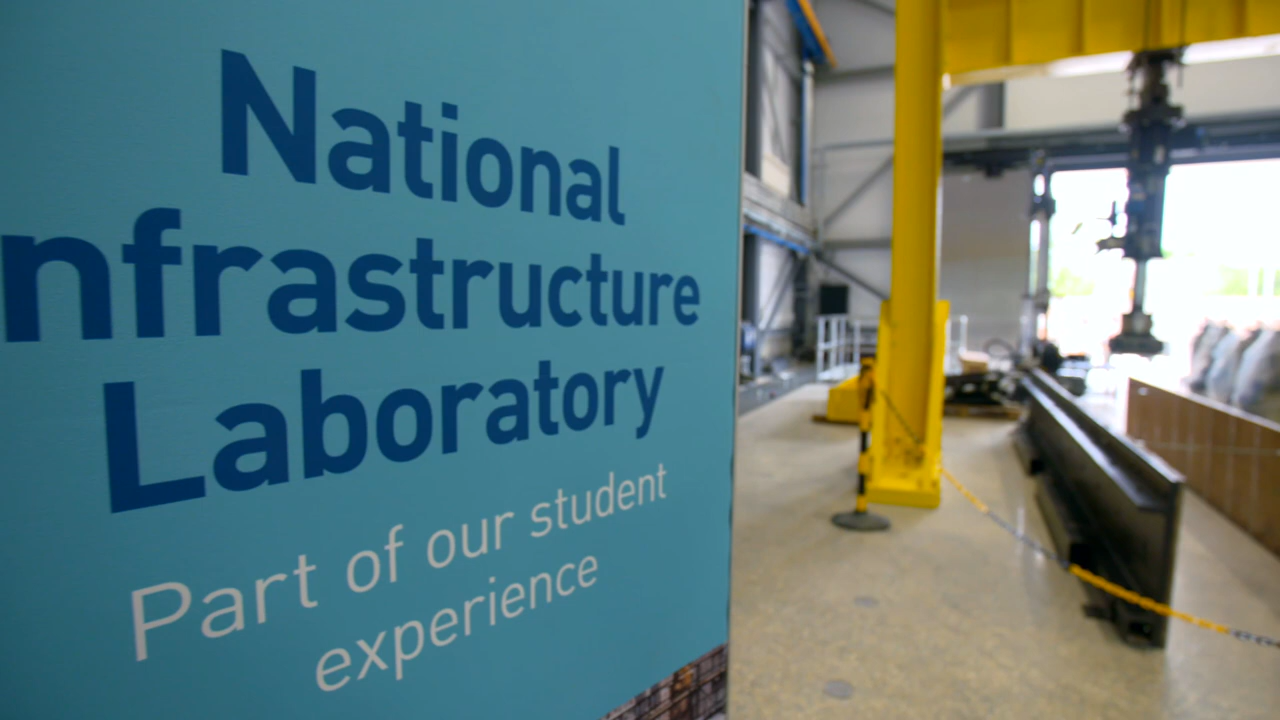 National
nfrastructure
Laboratory
Part of our student
experience